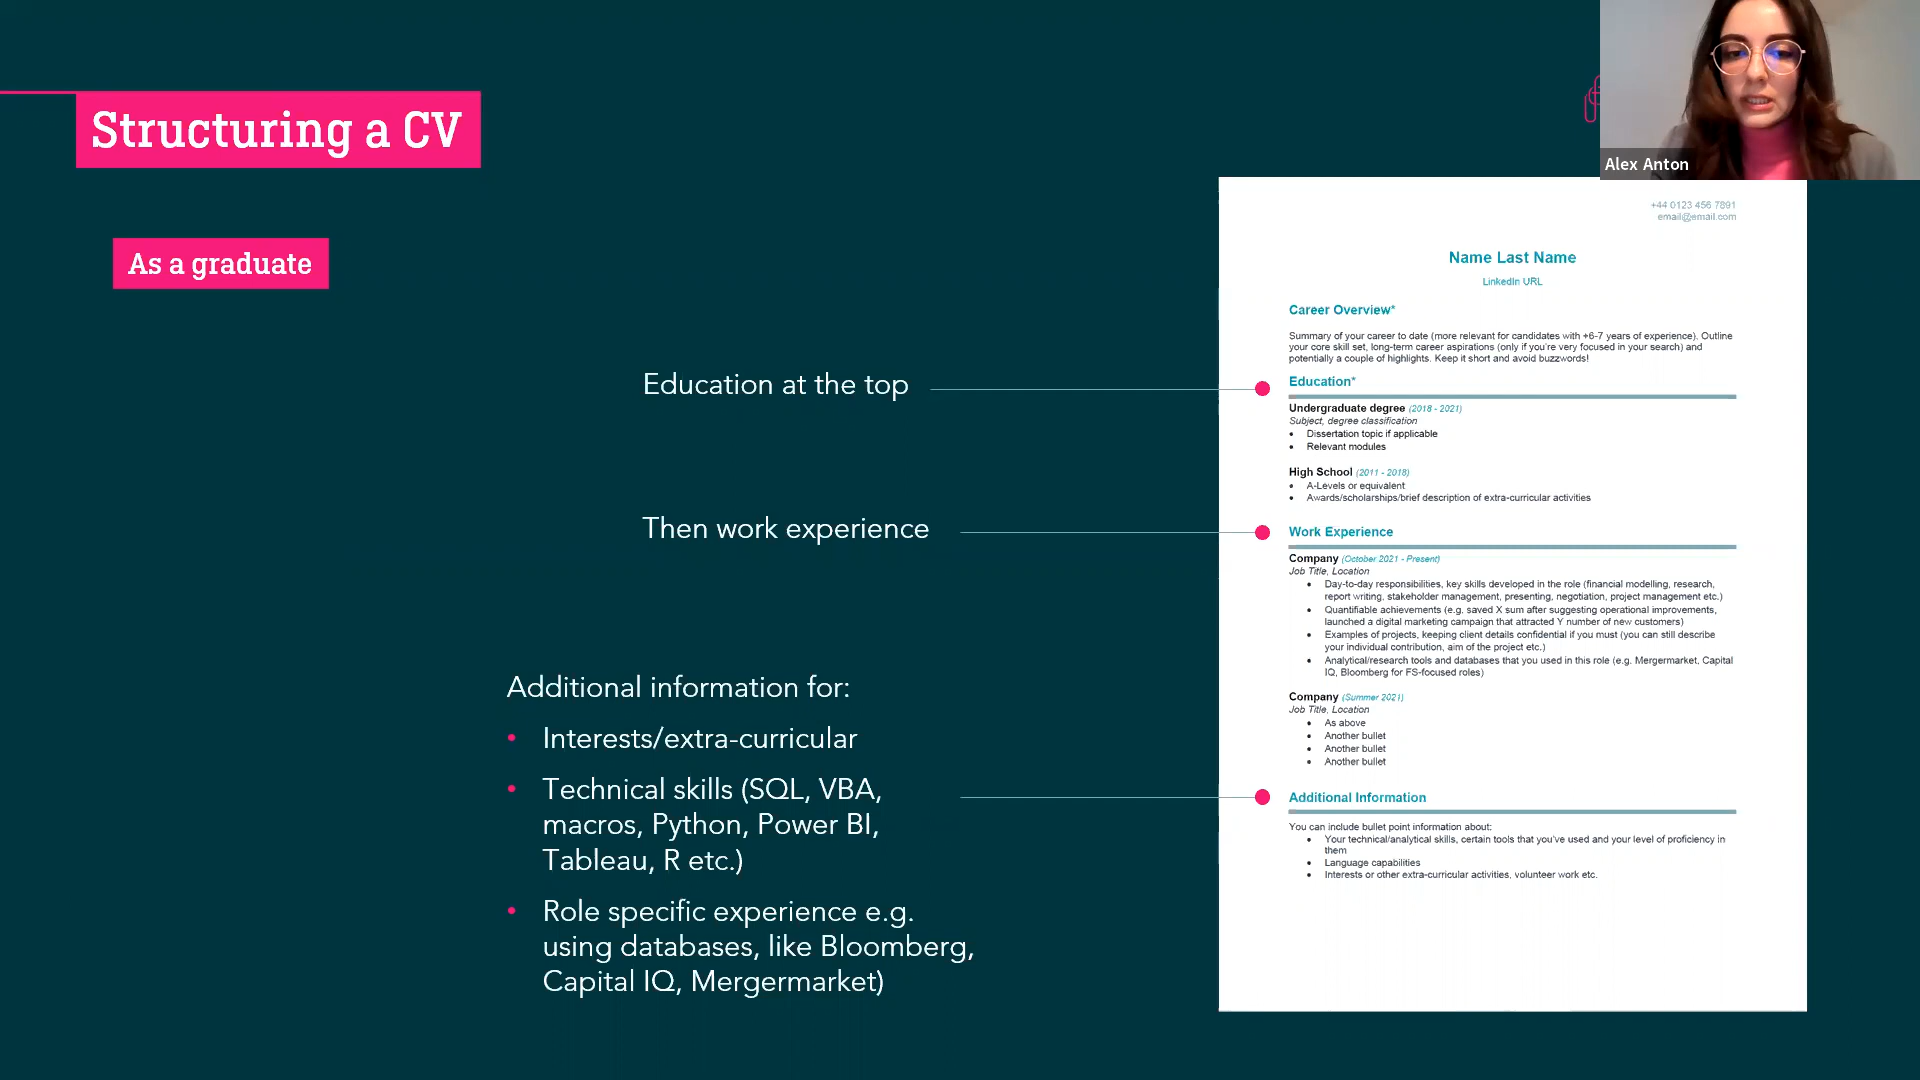 Structuring a CV
As a graduate
Alex Anton
Education at the top
Then work experience
Additional information for:
• Interests/extra-curricular
• Technical skills (SQL, VBA,
macros, Python, Power BI,
Tableau, R etc.)
• Role specific experience e.g.
using databases, like Bloomberg,
Capital IQ, Mergermarket)
+44 0123 456 7891
email@email.com
Name Last Name
LinkedIn URL
Career Overview*
Summary of your career to date (more relevant for candidates with +6-7 years of experience). Outline
your core skill set, long-term career aspirations (only if you're very focused in your search) and
potentially a couple of highlights. Keep it short and avoid buzzwords!
Education*
Undergraduate degree (2018 - 2021)
Subject, degree classification
• Dissertation topic if applicable
• Relevant modules
High School (2011 - 2018)
• A-Levels or equivalent
• Awards/scholarships/brief description of extra-curricular activities
Work Experience
Company (October 2021 - Present)
Job Title, Location
• Day-to-day responsibilities, key skills developed in the role (financial modelling, research,
report writing, stakeholder management, presenting, negotiation, project management etc.)
• Quantifiable achievements (e.g. saved X sum after suggesting operational improvements,
launched a digital marketing campaign that attracted Y number of new customers)
• Examples of projects, keeping client details confidential if you must (you can still describe
your individual contribution, aim of the project etc.)
• Analytical/research tools and databases that you used in this role (e.g. Mergermarket, Capital
IQ, Bloomberg for FS-focused roles)
Company (Summer 2021)
Job Title, Location
• As above
• Another bullet
• Another bullet
• Another bullet
Additional Information
You can include bullet point information about:
• Your technical/analytical skills, certain tools that you've used and your level of proficiency in
them
• Language capabilities
• Interests or other extra-curricular activities, volunteer work etc.